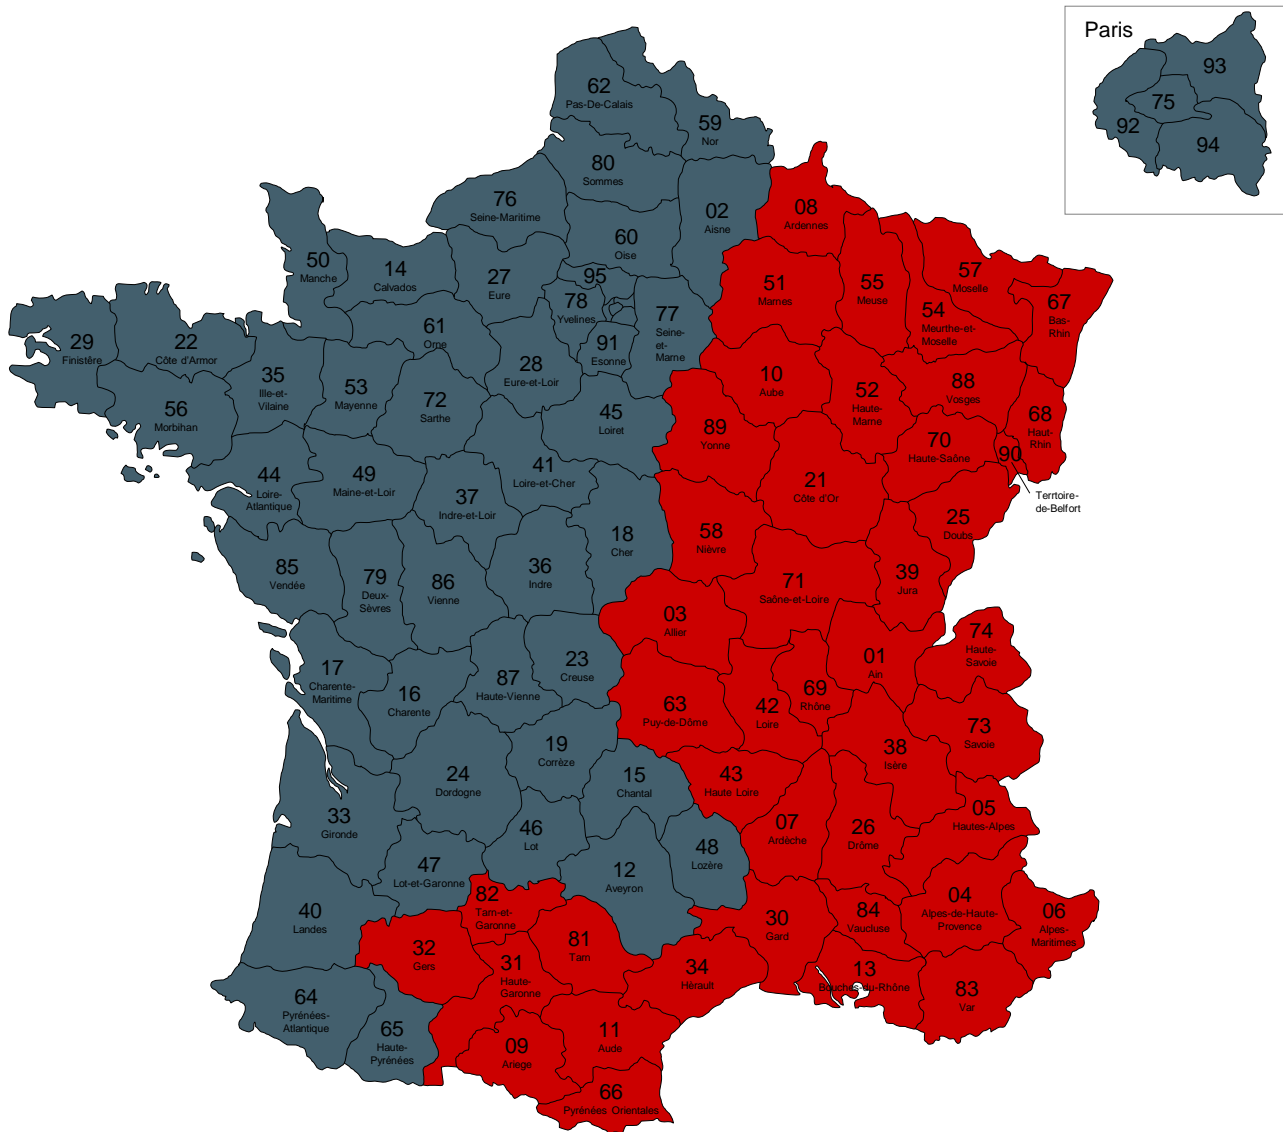 Paris
93
75
92
94
62
Pas-De-Calais
59
Nor
80
Sommes
76
Seine-Maritime
02
Aisne
08
Ardennes
60
Oise
50
Manche
14
Calvados
27
Eure
95
51
Marnes
55
Meuse
57
Moselle
67
Bas-
Rhin
54
Meurthe-et-
Moselle
78
Yvelines
77
Seine-
et-
Marne
91
Esonne
61
Orne
29
Finistêre
22
Côte d'Armor
35
Ille-et-
Vilaine
53
Mayenne
72
Sarthe
28
Eure-et-Loir
10
Aube
52
Haute-
Marne
88
Vosges
68
Haut-
Rhin
56
Morbihan
45
Loiret
89
Yonne
70
Haute-Saône
90
Terrtoire-
de-Belfort
44
Loire-
Atlantique
49
Maine-et-Loir
37
Indre-et-Loir
41
Loire-et-Cher
21
Côte d'Or
25
Doubs
18
Cher
58
Nièvre
85
Vendée
79
Deux-
Sèvres
86
Vienne
36
Indre
71
Saône-et-Loire
39
Jura
03
Allier
74
Haute-
Savoie
17
Charente-
Maritime
16
Charente
87
Haute-Vienne
23
Creuse
01
Ain
63
Puy-de-Dôme
42
Loire
69
Rhône
73
Savoie
38
Isère
19
Corrèze
24
Dordogne
15
Chantal
43
Haute Loire
05
Hautes-Alpes
33
Gironde
46
Lot
07
Ardèche
26
Drôme
47
Lot-et-Garonne
12
Aveyron
48
Lozère
40
Landes
82
Tarn-et-
Garonne
30
Gard
84
Vaucluse
04
Alpes-de-Haute-
Provence
06
Alpes-
Maritimes
32
Gers
81
Tarn
31
Haute-
Garonne
34
Herault
13
Bouches-du-Rhône
83
Var
64
Pyrénées-
Atlantique
65
Haute-
Pyrénées
09
Ariege
11
Aude
66
Pyrénées Orientales